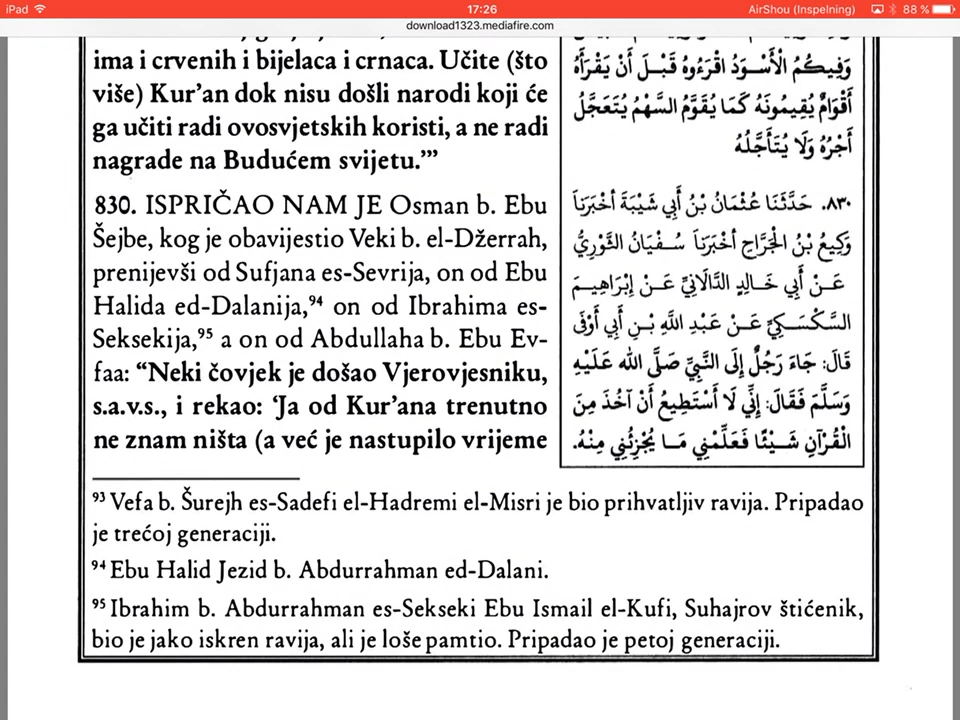 iPad
17:26
AirShou (Inspelning)
88 %
download1323.mediafire.com
ima i crvenih i bijelaca i crnaca. Učite (što
više) Kur’an dok nisu došli narodi koji će
ga učiti radi ovosvjetskih koristi, a ne radi
nagrade na Budućem svijetu.’”
830. ISPRIČAO NAM JE Osman b. Ebu
Šejbe, kog je obavijestio Veki b. el-Džerrah,
prenijevši od Sufjana es-Sevrija, on od Ebu
Halida ed-Dalanija,⁹⁴ on od Ibrahima es-
Seksekija,⁹⁵ a on od Abdullaha b. Ebu Ev-
faa: “Neki čovjek je došao Vjerovjesniku,
s.a.v.s., i rekao: ‘Ja od Kur’ana trenutno
ne znam ništa (a već je nastupilo vrijeme
وَفِيكُمُ الْأَسْوَدُ اقْرَءُوهُ قَبْلَ أَنْ يَقْرَأَهُ
أَقْوَامٌ يُقِيمُونَهُ كَمَا يُقَوَّمُ السَّهْمُ يُتَعَجَّلُ
أَجْرُهُ وَلَا يُتَأَجَّلُهُ
٨٣٠. حَدَّثَنَا عُثْمَانُ بْنُ أَبِي شَيْبَةَ أَخْبَرَنَا
وَكِيعُ بْنُ الْجَرَّاحِ أَخْبَرَنَا سُفْيَانُ الثَّوْرِيُّ
عَنْ أَبِي خَالِدٍ الدَّالَانِيِّ عَنْ إِبْرَاهِيمَ
السَّكْسَكِيِّ عَنْ عَبْدِ اللَّهِ بْنِ أَبِي أَوْفَى
قَالَ: جَاءَ رَجُلٌ إِلَى النَّبِيِّ صَلَّى الله عَلَيْهِ
وَسَلَّمَ فَقَالَ: إِنِّي لَا أَسْتَطِيعُ أَنْ آخُذَ مِنَ
الْقُرْآنِ شَيْئًا فَعَلِّمْنِي مَا يُجْزِئُنِي مِنْهُ.
⁹³ Vefa b. Šurejh es-Sadefi el-Hadremi el-Misri je bio prihvatljiv ravija. Pripadao
je trećoj generaciji.
⁹⁴ Ebu Halid Jezid b. Abdurrahman ed-Dalani.
⁹⁵ Ibrahim b. Abdurrahman es-Sekseki Ebu Ismail el-Kufi, Suhajrov štićenik,
bio je jako iskren ravija, ali je loše pamtio. Pripadao je petoj generaciji.